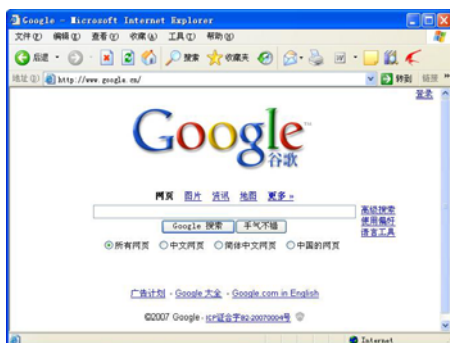 Google - Microsoft Internet Explorer
文件(F) 编辑(E) 查看(V) 收藏(A) 工具(T) 帮助(H)
后退 搜索 收藏夹
地址(D) http://www.google.cn/ 转到 链接 »
登录
Google™
谷歌
网页 图片 资讯 地图 更多 »
高级搜索
使用偏好
语言工具
Google 搜索 手气不错
所有网页 中文网页 简体中文网页 中国的网页
广告计划 - Google 大全 - Google.com in English
©2007 Google - ICP证合字B2-20070004号
Internet